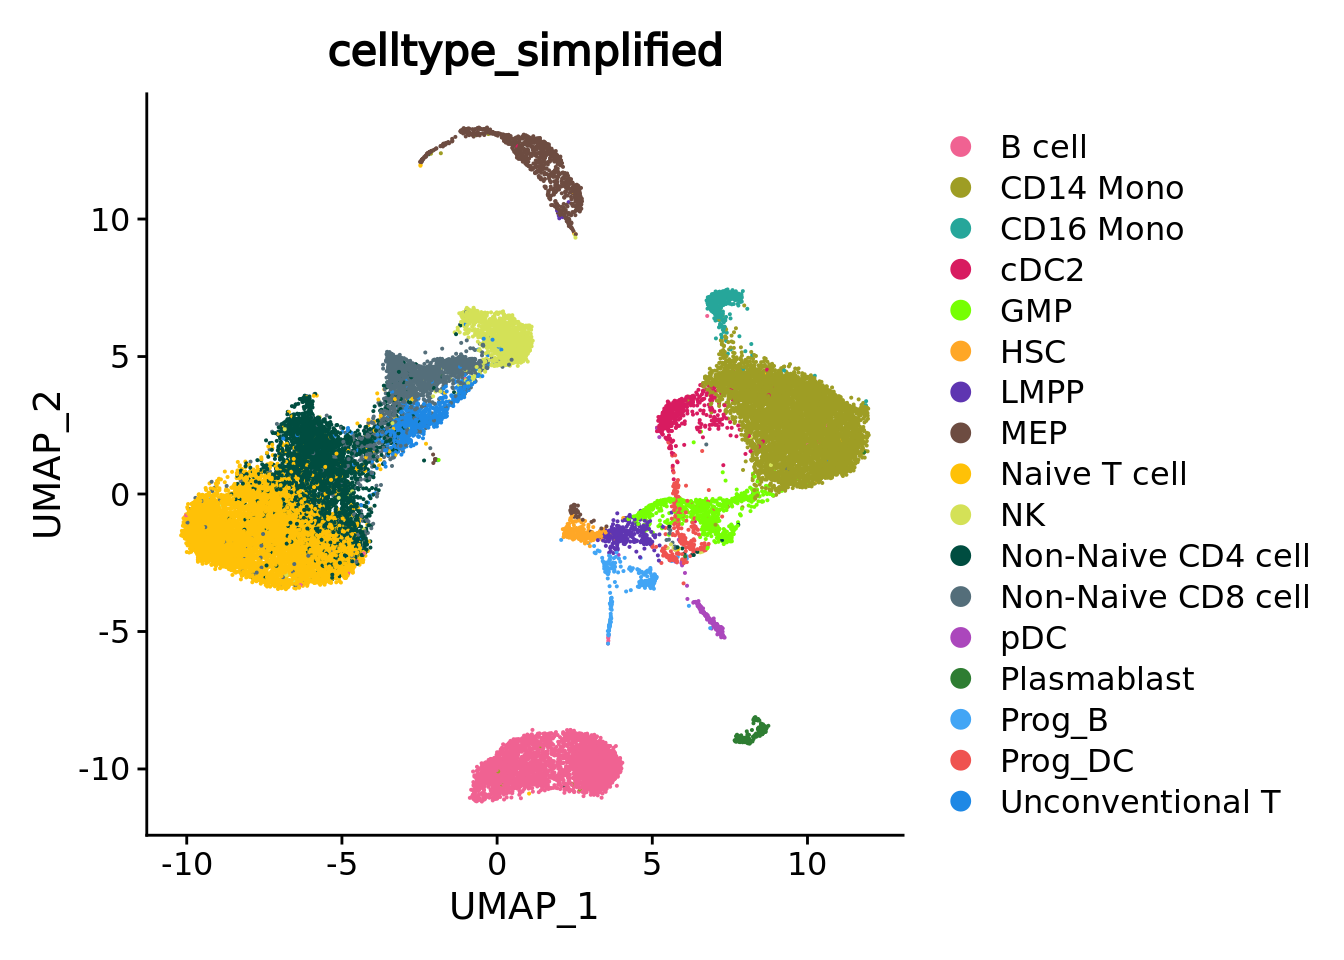 celltype_simplified
10
5
0
-5
-10
UMAP_2
-10
-5
0
5
10
UMAP_1
B cell
CD14 Mono
CD16 Mono
cDC2
GMP
HSC
LMPP
MEP
Naive T cell
NK
Non-Naive CD4 cell
Non-Naive CD8 cell
pDC
Plasmablast
Prog_B
Prog_DC
Unconventional T